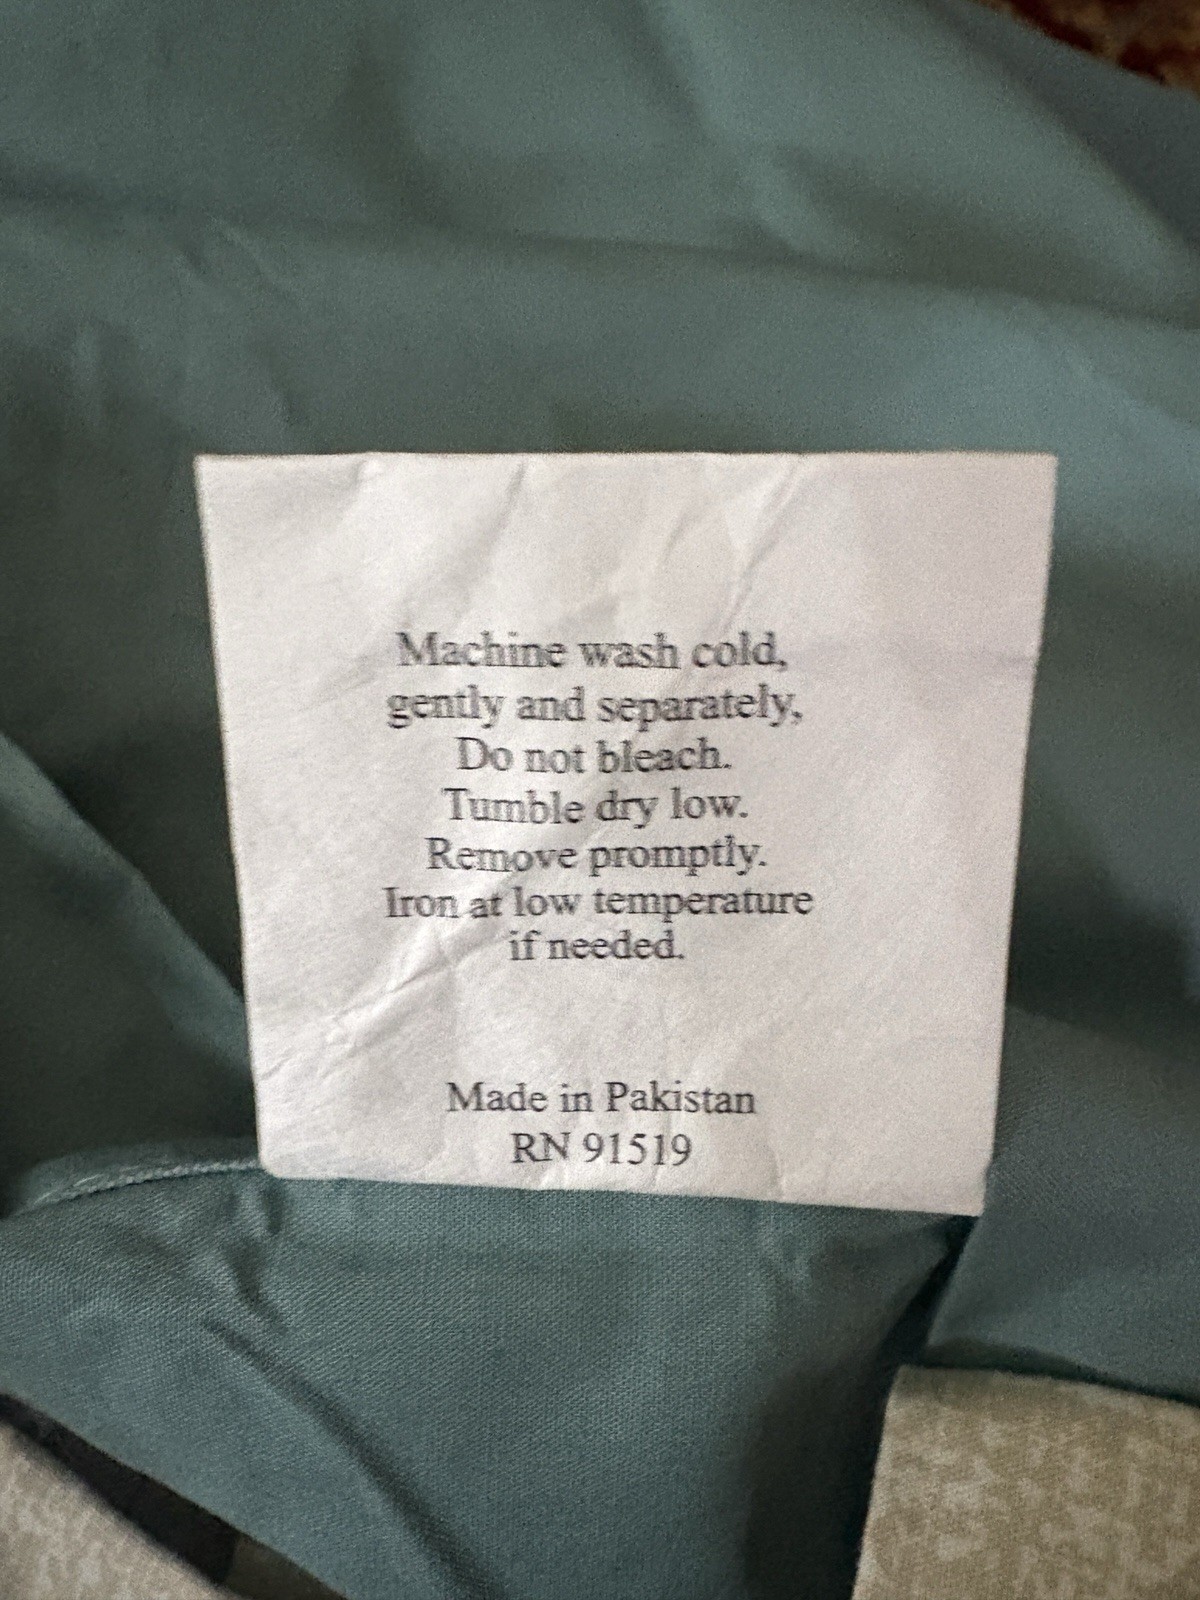 Machine wash cold,
gently and separately,
Do not bleach.
Tumble dry low.
Remove promptly.
Iron at low temperature
if needed.
Made in Pakistan
RN 91519